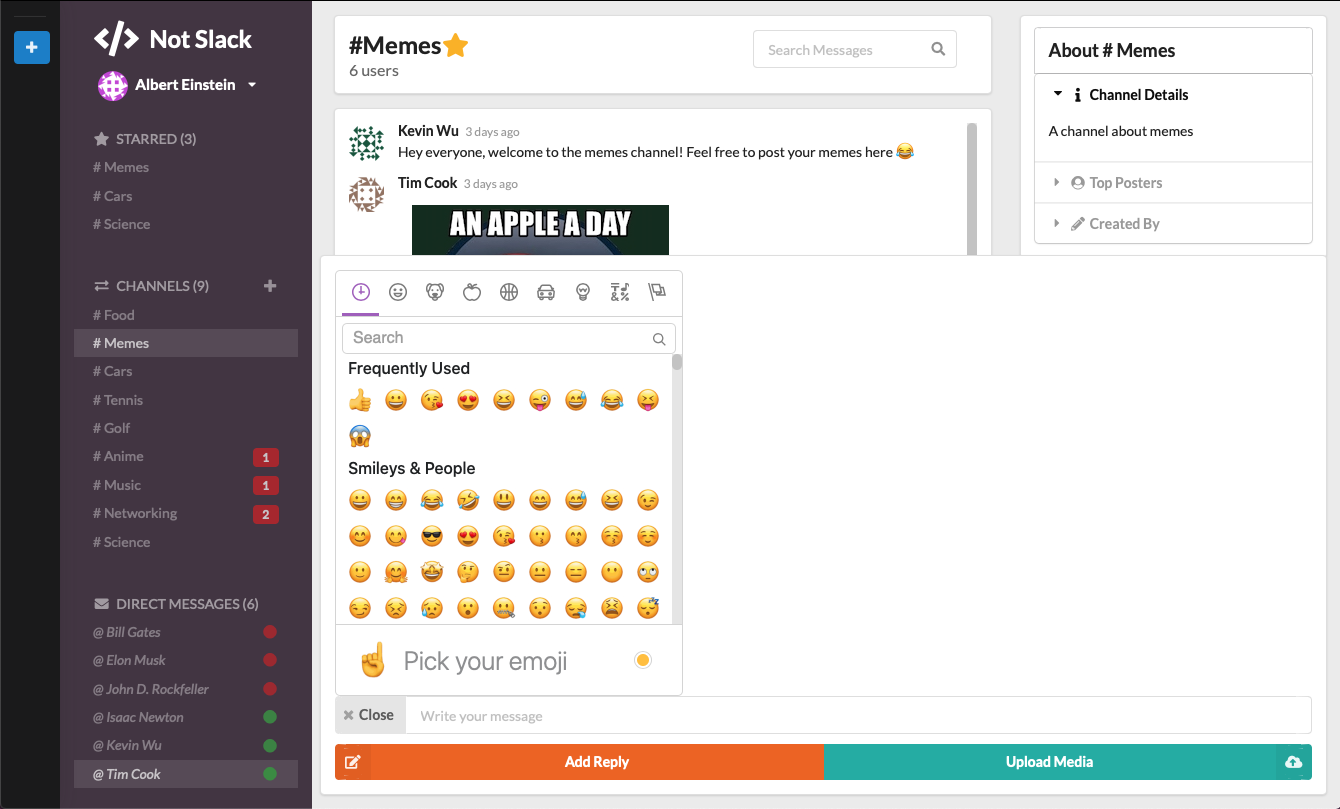 </> Not Slack
Albert Einstein
STARRED (3)
# Memes
# Cars
# Science
CHANNELS (9)
# Food
# Memes
# Cars
# Tennis
# Golf
# Anime 1
# Music 1
# Networking 2
# Science
DIRECT MESSAGES (6)
@ Bill Gates
@ Elon Musk
@ John D. Rockfeller
@ Isaac Newton
@ Kevin Wu
@ Tim Cook
#Memes
6 users
Search Messages
Kevin Wu 3 days ago
Hey everyone, welcome to the memes channel! Feel free to post your memes here 😂
Tim Cook 3 days ago
AN APPLE A DAY
About # Memes
Channel Details
A channel about memes
Top Posters
Created By
Search
Frequently Used
Smileys & People
Pick your emoji
Close
Write your message
Add Reply
Upload Media